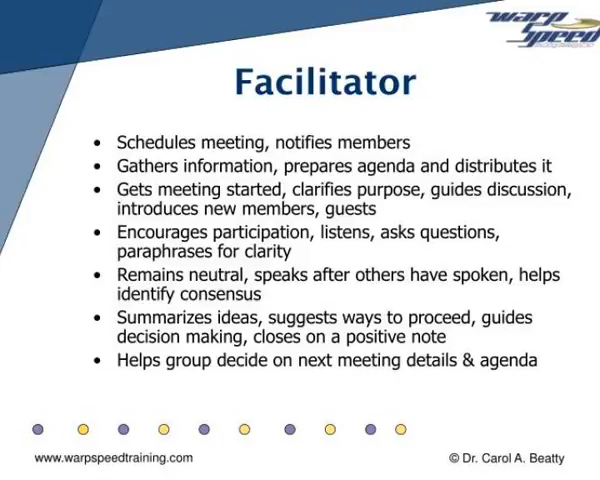 Warp
Speed
Facilitator
• Schedules meeting, notifies members
• Gathers information, prepares agenda and distributes it
• Gets meeting started, clarifies purpose, guides discussion,
introduces new members, guests
• Encourages participation, listens, asks questions,
paraphrases for clarity
• Remains neutral, speaks after others have spoken, helps
identify consensus
• Summarizes ideas, suggests ways to proceed, guides
decision making, closes on a positive note
• Helps group decide on next meeting details & agenda
www.warpspeedtraining.com
© Dr. Carol A. Beatty